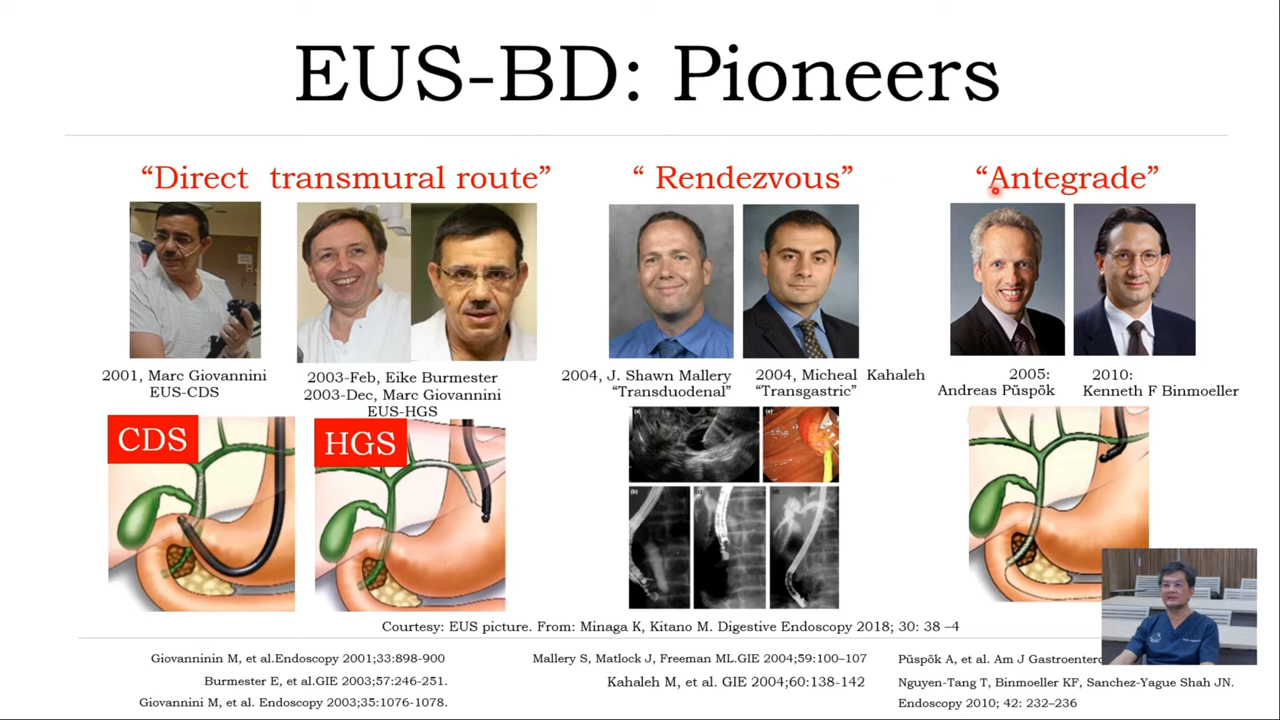 EUS-BD: Pioneers
“Direct transmural route”
“ Rendezvous”
“Antegrade”
2001, Marc Giovannini
EUS-CDS
2003-Feb, Eike Burmester
2003-Dec, Marc Giovannini
EUS-HGS
2004, J. Shawn Mallery
“Transduodenal”
2004, Micheal Kahaleh
“Transgastric”
2005:
Andreas Püspök
2010:
Kenneth F Binmoeller
CDS
HGS
(a)
(b)
(d)
Courtesy: EUS picture. From: Minaga K, Kitano M. Digestive Endoscopy 2018; 30: 38 –4
Giovanninin M, et al.Endoscopy 2001;33:898-900
Burmester E, et al.GIE 2003;57:246-251.
Giovannini M, et al. Endoscopy 2003;35:1076-1078.
Mallery S, Matlock J, Freeman ML.GIE 2004;59:100–107
Kahaleh M, et al. GIE 2004;60:138-142
Püspök A, et al. Am J Gastroentero
Nguyen-Tang T, Binmoeller KF, Sanchez-Yague Shah JN.
Endoscopy 2010; 42: 232–236